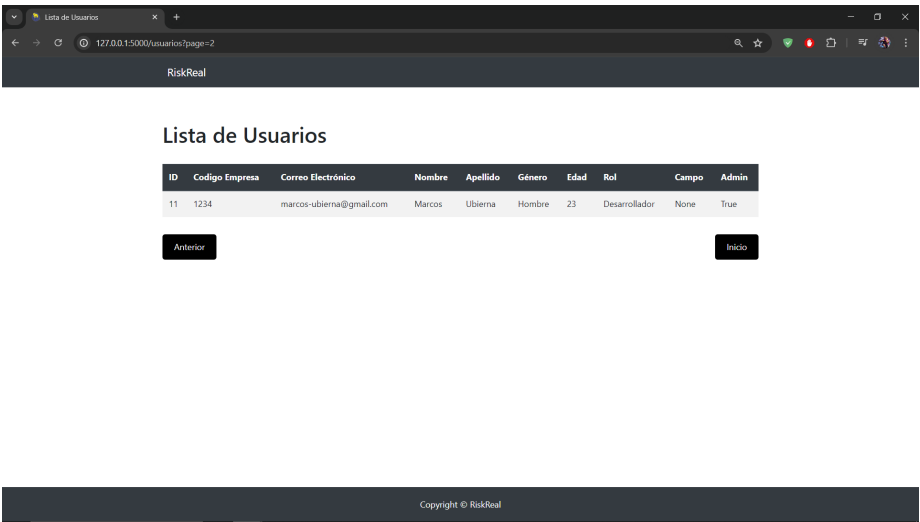 Lista de Usuarios
127.0.0.1:5000/usuarios?page=2
RiskReal
Lista de Usuarios
ID Codigo Empresa Correo Electrónico Nombre Apellido Género Edad Rol Campo Admin
11 1234 marcos-ubierna@gmail.com Marcos Ubierna Hombre 23 Desarrollador None True
Anterior Inicio
Copyright © RiskReal